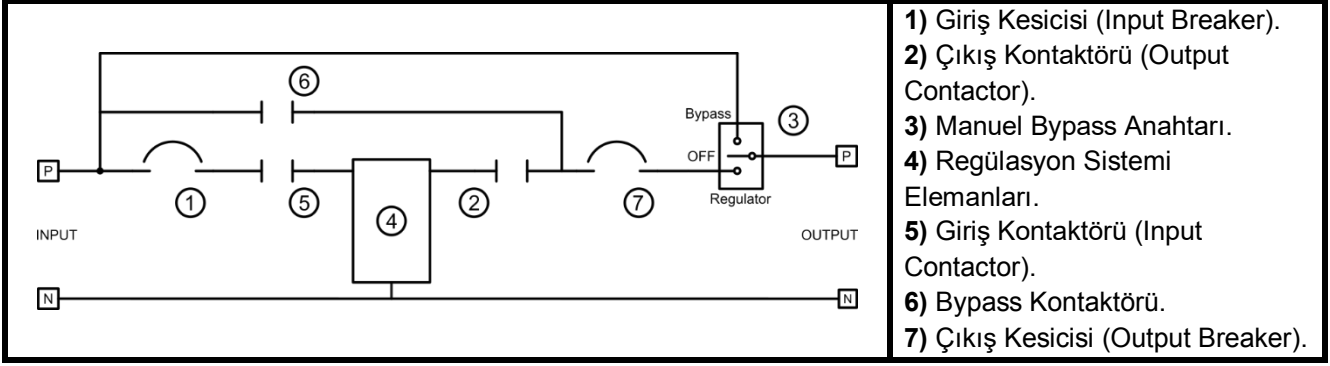 6
Bypass
3
OFF
P
P
1
5
2
7
Regulator
4
INPUT
OUTPUT
N
N
1) Giriş Kesicisi (Input Breaker).
2) Çıkış Kontaktörü (Output
Contactor).
3) Manuel Bypass Anahtarı.
4) Regülasyon Sistemi
Elemanları.
5) Giriş Kontaktörü (Input
Contactor).
6) Bypass Kontaktörü.
7) Çıkış Kesicisi (Output Breaker).